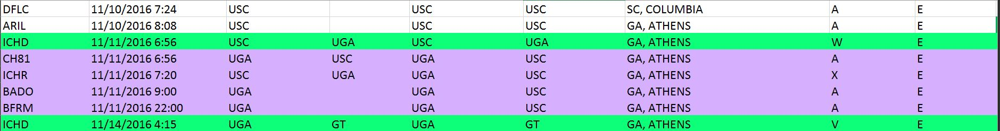 DFLC 11/10/2016 7:24 USC USC USC SC, COLUMBIA A E
ARIL 11/10/2016 8:08 USC USC USC GA, ATHENS A E
ICHD 11/11/2016 6:56 USC UGA USC UGA GA, ATHENS W E
CH81 11/11/2016 6:56 UGA USC UGA USC GA, ATHENS A E
ICHR 11/11/2016 7:20 USC UGA UGA USC GA, ATHENS X E
BADO 11/11/2016 9:00 UGA UGA USC GA, ATHENS A E
BFRM 11/11/2016 22:00 UGA UGA USC GA, ATHENS A E
ICHD 11/14/2016 4:15 UGA GT UGA GT GA, ATHENS V E